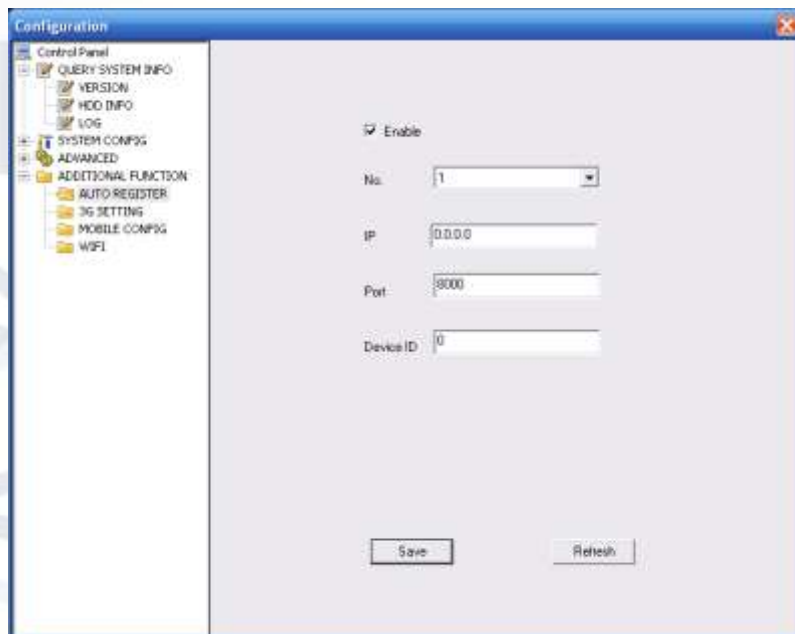 Configuration
Control Panel
QUERY SYSTEM INFO
VERSION
HDD INFO
LOG
SYSTEM CONFIG
ADVANCED
ADDITIONAL FUNCTION
AUTO REGISTER
3G SETTING
MOBILE CONFIG
WIFI
Enable
No. 1
IP 0.0.0.0
Port 8000
Device ID 0
Save Refresh